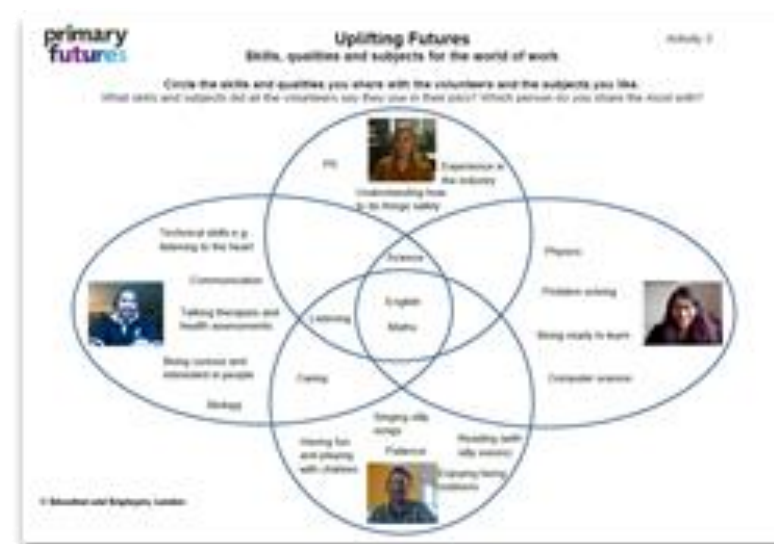 primary
futures
Uplifting Futures
Activity 3
Skills, qualities and subjects for the world of work
Circle the skills and qualities you share with the volunteers and the subjects you like.
What skills and subjects did all the volunteers say they use in their jobs? Which person do you share the most with?
Experience in
the industry
Understanding how
to do things safely
Technical skills e.g.
listening to the heart
Science
Physics
Communication
Problem solving
English
Talking therapies and
health assessments
Listening
Maths
Being ready to learn
Being curious and
interested in people
Caring
Computer science
Biology
Singing silly
songs
Having fun
and playing
with children
Patience
Reading (with
silly voices)
© Education and Employers, London